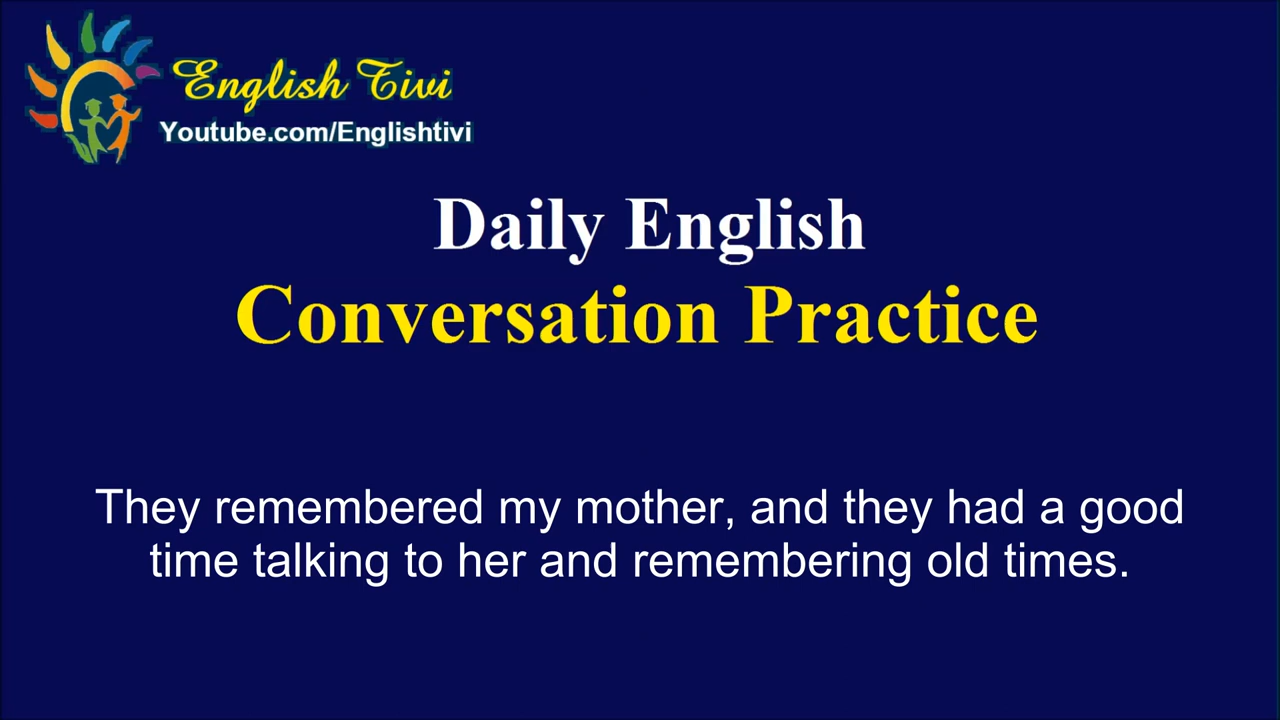 English Tivi
Youtube.com/Englishtivi
Daily English
Conversation Practice
They remembered my mother, and they had a good
time talking to her and remembering old times.